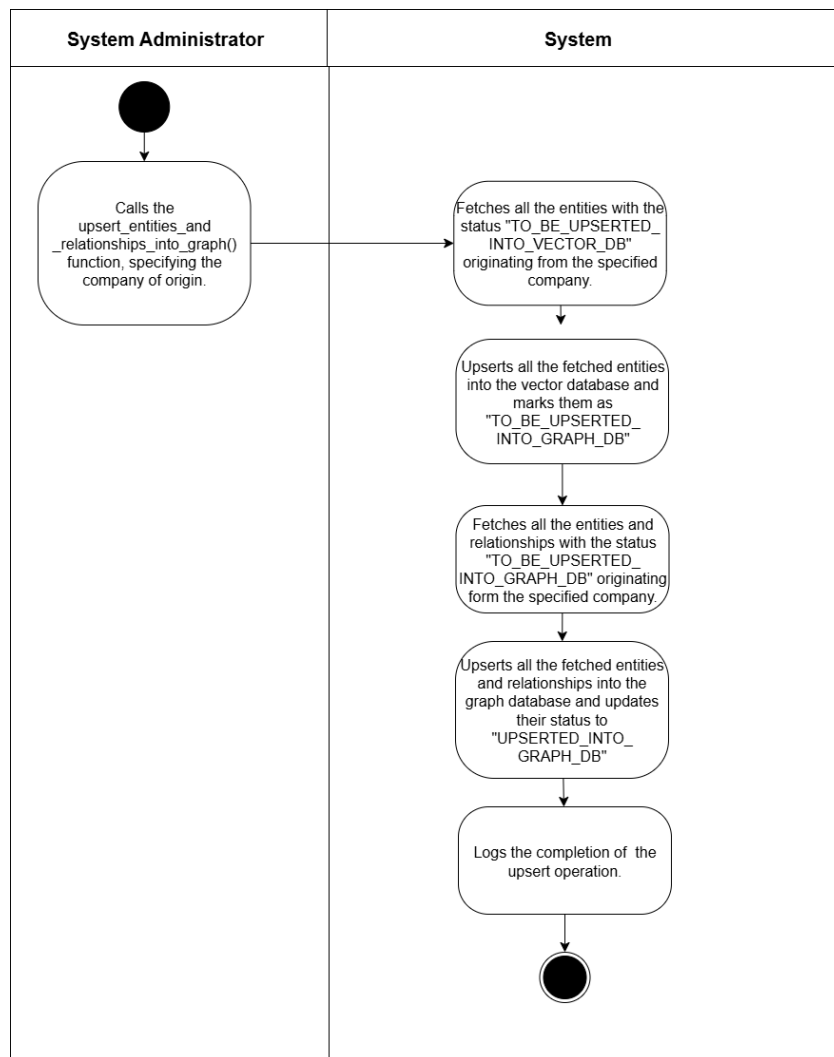 System Administrator
System
Calls the
upsert_entities_and
_relationships_into_graph()
function, specifying the
company of origin.
Fetches all the entities with the
status "TO_BE_UPSERTED_
INTO_VECTOR_DB"
originating from the specified
company.
Upserts all the fetched entities
into the vector database and
marks them as
"TO_BE_UPSERTED_
INTO_GRAPH_DB"
Fetches all the entities and
relationships with the status
"TO_BE_UPSERTED_
INTO_GRAPH_DB" originating
form the specified company.
Upserts all the fetched entities
and relationships into the
graph database and updates
their status to
"UPSERTED_INTO_
GRAPH_DB"
Logs the completion of the
upsert operation.